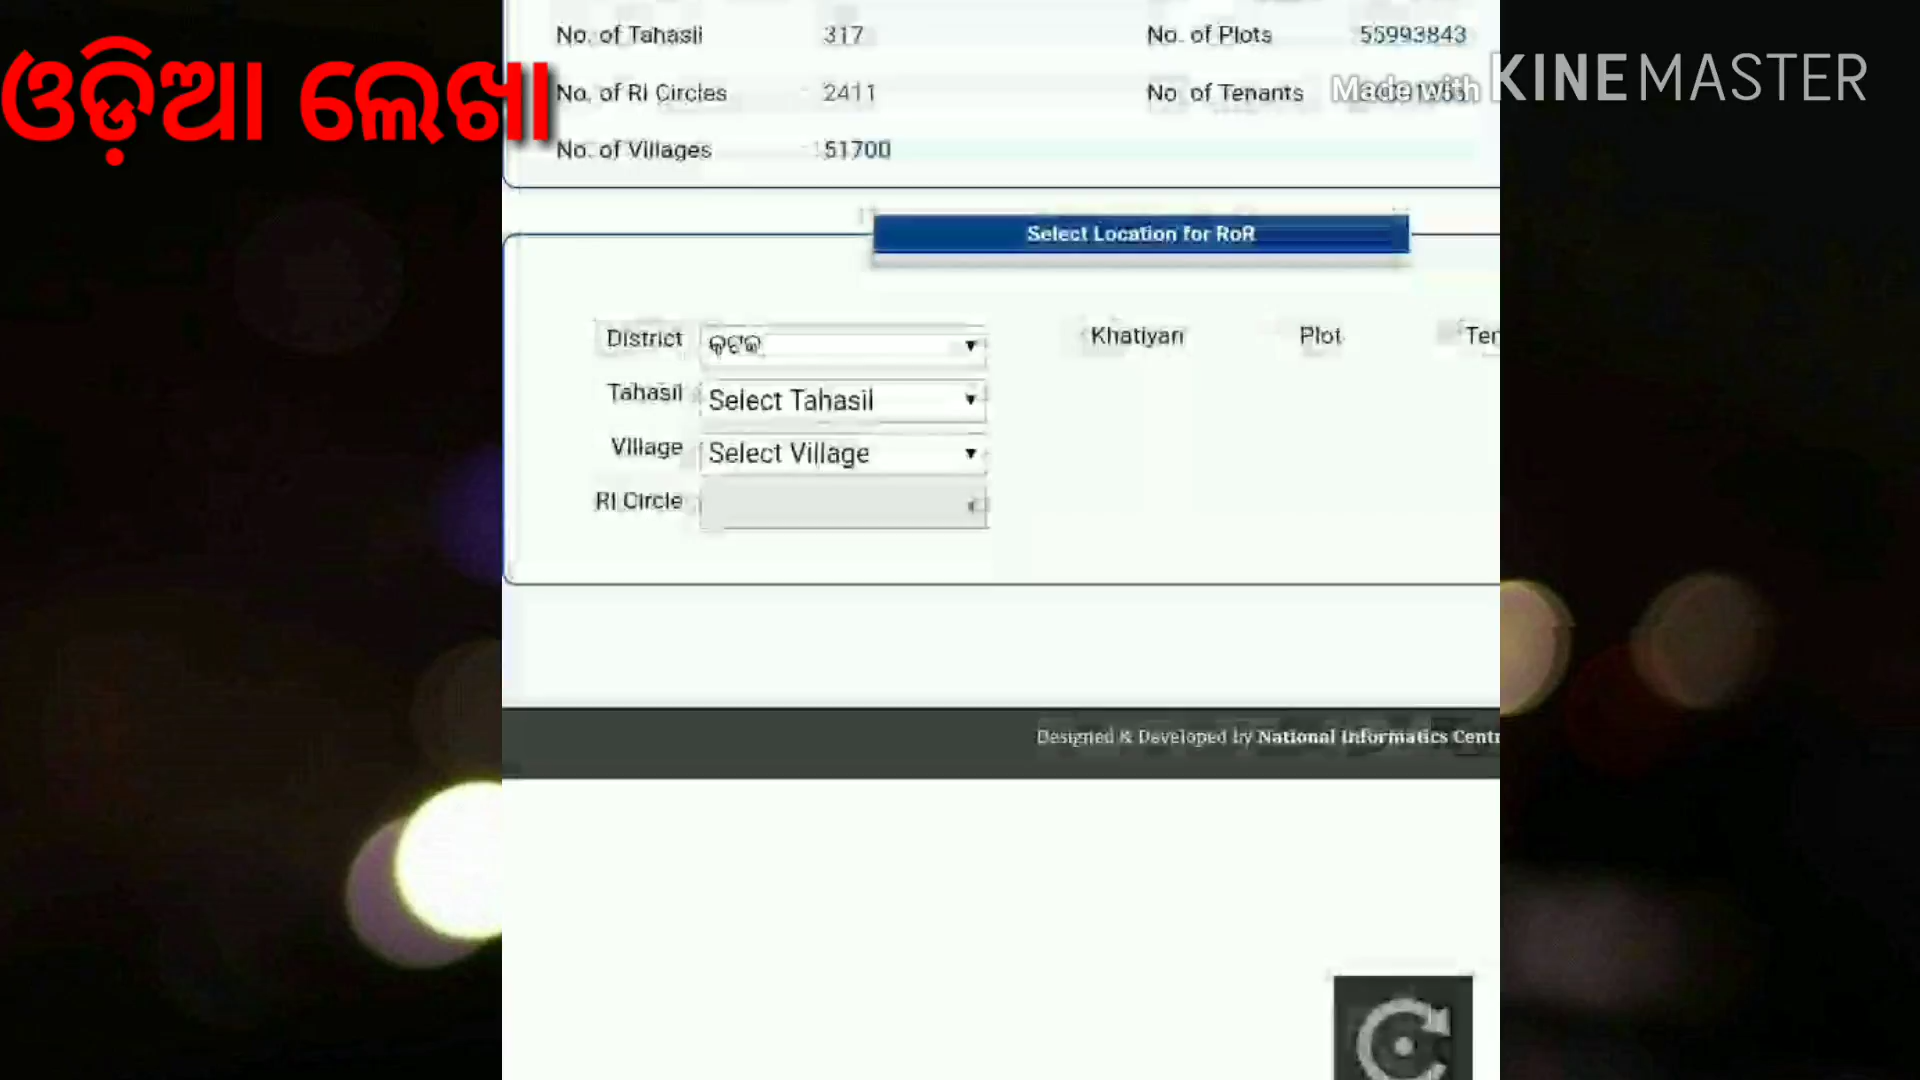 ଓଡ଼ିଆ ଲେଖା
Made with KINEMASTER
No. of Tahasil 317 No. of Plots 55993843
No. of RI Circles 2411 No. of Tenants
No. of Villages 51700
Select Location for RoR
District କଟକ Khatiyan Plot
Tahasil Select Tahasil
Village Select Village
RI Circle
Designed & Developed by National Informatics Centr